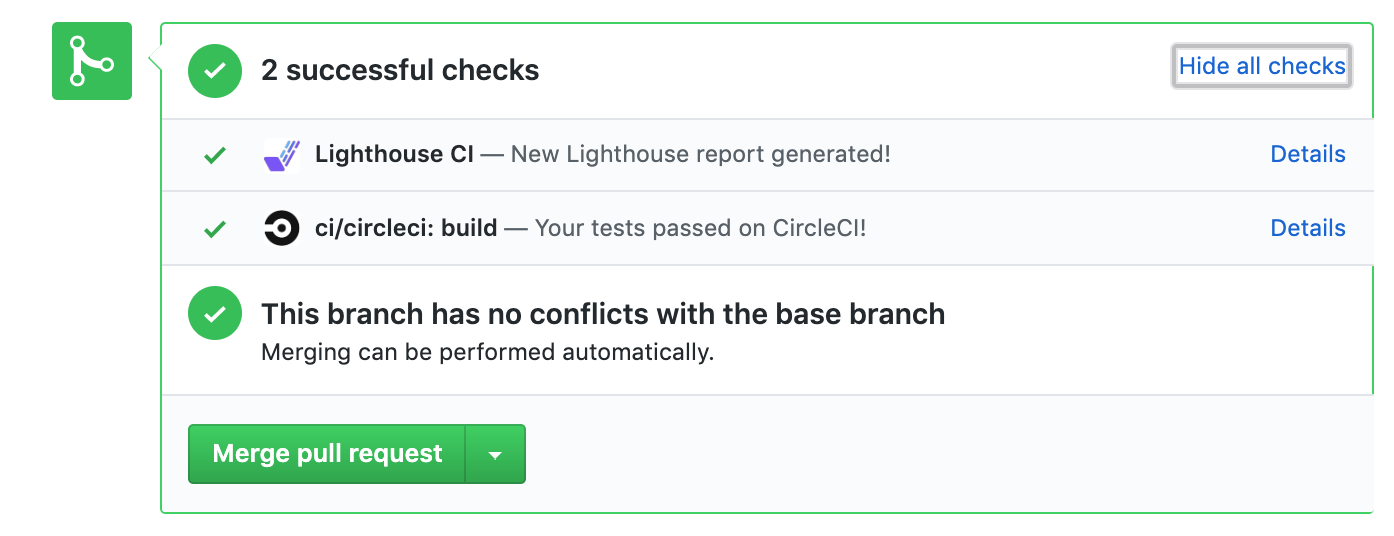 2 successful checks
Hide all checks
Lighthouse CI — New Lighthouse report generated!
Details
ci/circleci: build — Your tests passed on CircleCI!
Details
This branch has no conflicts with the base branch
Merging can be performed automatically.
Merge pull request